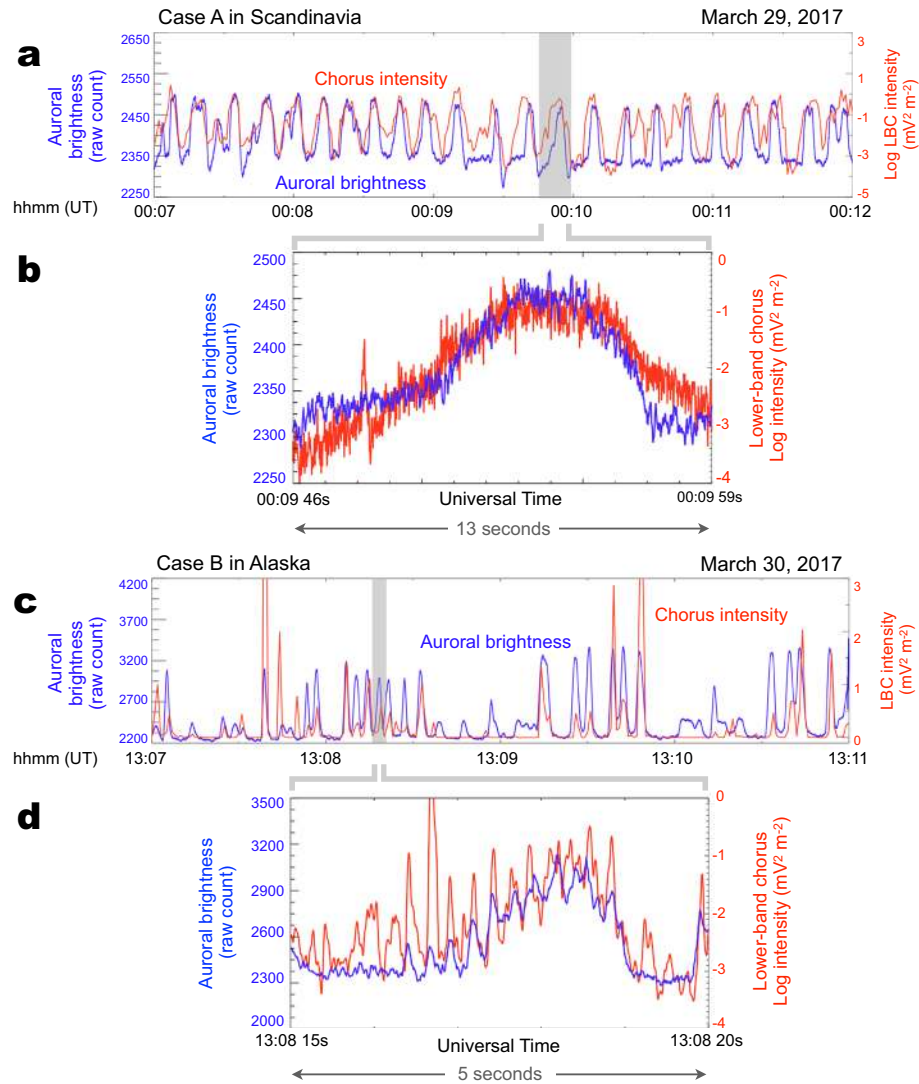 Case A in Scandinavia
March 29, 2017
a
2650
2550
2450
2350
2250
Auroral
brightness
(raw count)
Chorus intensity
Auroral brightness
3
1
-1
-3
-5
Log LBC intensity
(mV² m⁻²)
hhmm (UT)
00:07
00:08
00:09
00:10
00:11
00:12
b
2500
2450
2400
2350
2300
2250
Auroral brightness
(raw count)
0
-1
-2
-3
-4
Lower-band chorus
Log intensity (mV² m⁻²)
00:09 46s
Universal Time
00:09 59s
13 seconds
Case B in Alaska
March 30, 2017
c
4200
3700
3200
2700
2200
Auroral
brightness
(raw count)
Auroral brightness
Chorus intensity
3
2
1
0
LBC intensity
(mV² m⁻²)
hhmm (UT)
13:07
13:08
13:09
13:10
13:11
d
3500
3200
2900
2600
2300
2000
Auroral brightness
(raw count)
0
-1
-2
-3
-4
Lower-band chorus
Log intensity (mV² m⁻²)
13:08 15s
Universal Time
13:08 20s
5 seconds